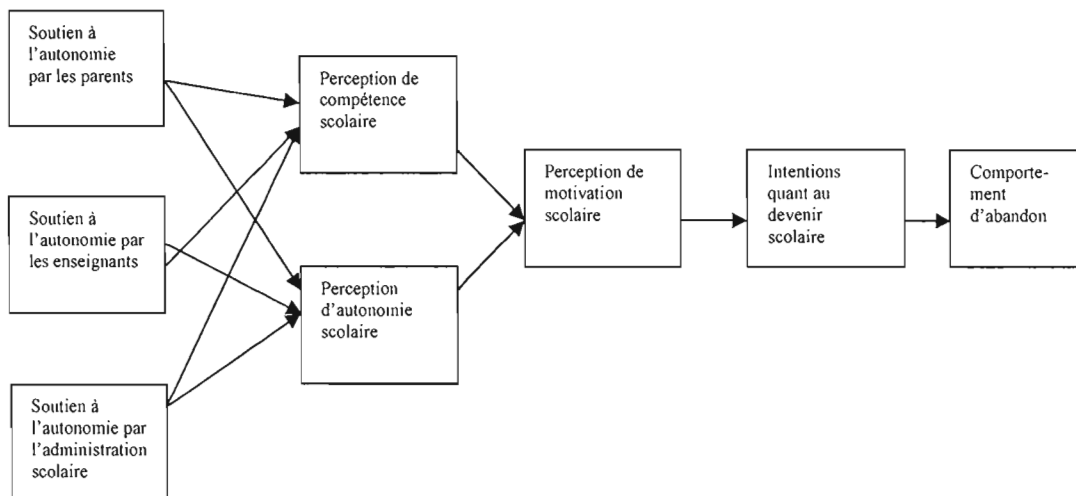 Soutien à
l'autonomie
par les parents
Soutien à
l'autonomie par
les enseignants
Soutien à
l'autonomie par
l'administration
scolaire
Perception de
compétence
scolaire
Perception
d'autonomie
scolaire
Perception de
motivation
scolaire
Intentions
quant au
devenir
scolaire
Comporte-
ment
d'abandon